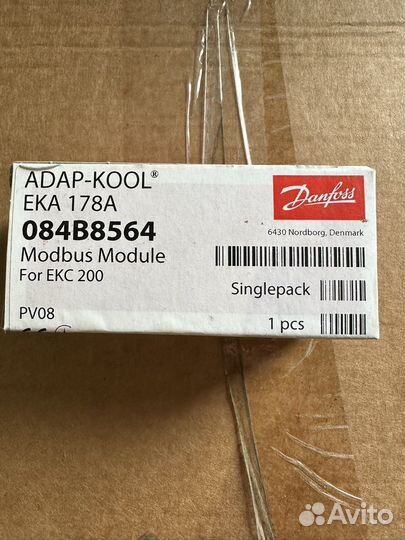 ADAP-KOOL®
EKA 178A
084B8564
Modbus Module
For EKC 200
PV08
Danfoss
6430 Nordborg, Denmark
Singlepack
1 pcs
Avito